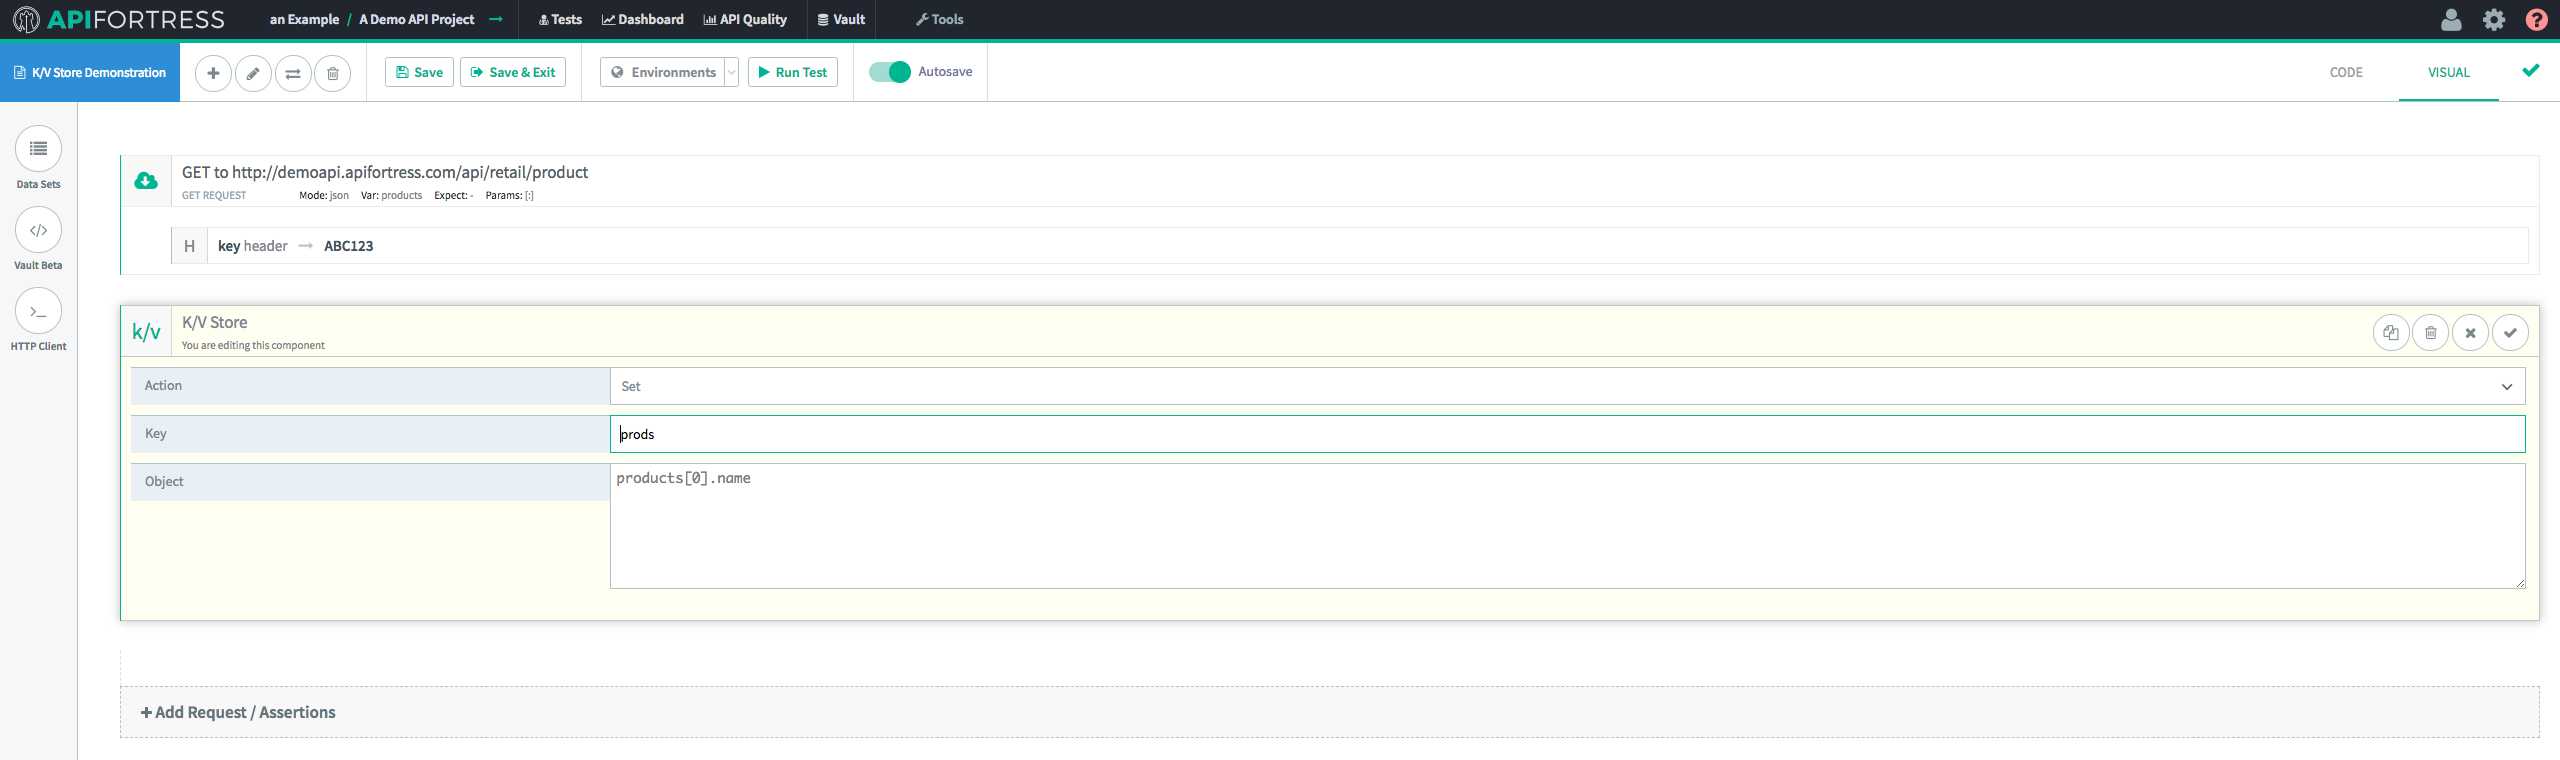 APIFORTRESS an Example / A Demo API Project → Tests Dashboard API Quality Vault Tools ?
K/V Store Demonstration Save Save & Exit Environments Run Test Autosave CODE VISUAL
Data Sets
</>
Vault Beta
>_
HTTP Client
GET to http://demoapi.apifortress.com/api/retail/product
GET REQUEST Mode: json Var: products Expect: - Params: [:]
H key header → ABC123
k/v K/V Store
You are editing this component
Action Set
Key prods
Object products[0].name
+ Add Request / Assertions